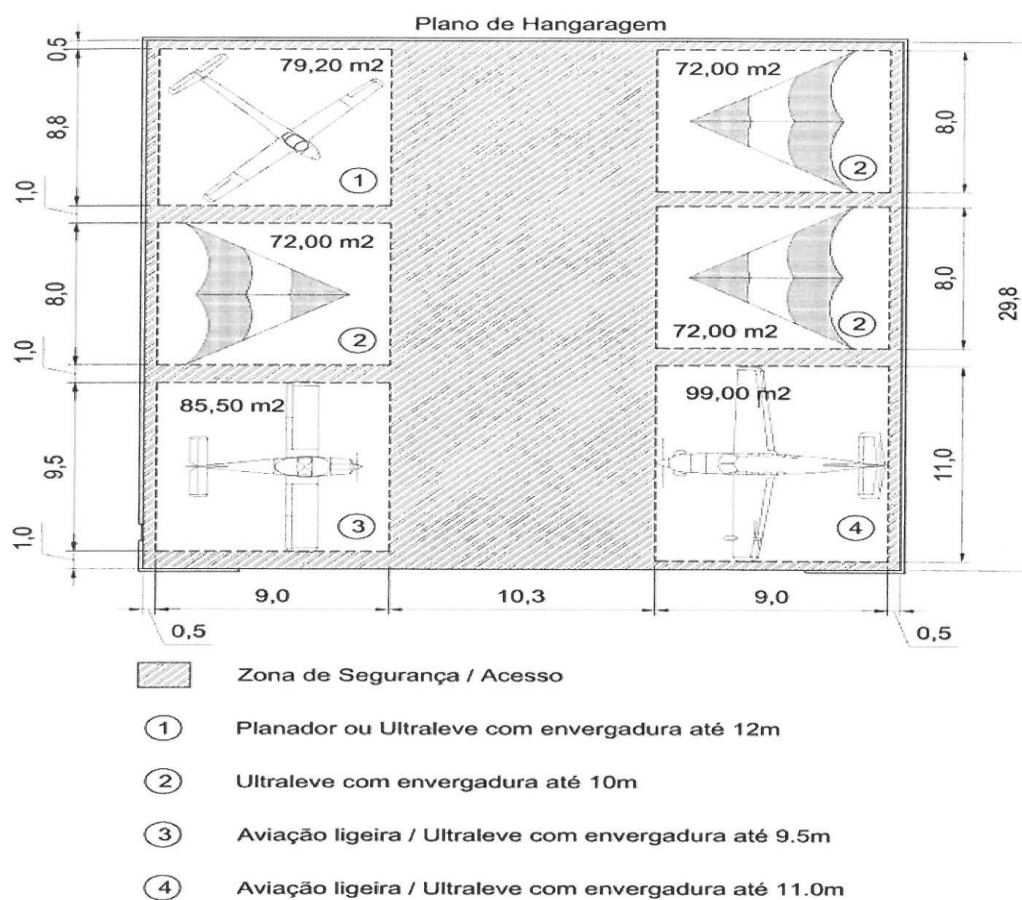 Plano de Hangaragem
0,5
8,8
1,0
8,0
1,0
9,5
1,0
79,20 m2
1
72,00 m2
2
85,50 m2
3
72,00 m2
2
72,00 m2
2
99,00 m2
4
8,0
8,0
11,0
29,8
9,0
10,3
9,0
0,5
0,5
Zona de Segurança / Acesso
1 Planador ou Ultraleve com envergadura até 12m
2 Ultraleve com envergadura até 10m
3 Aviação ligeira / Ultraleve com envergadura até 9.5m
4 Aviação ligeira / Ultraleve com envergadura até 11.0m